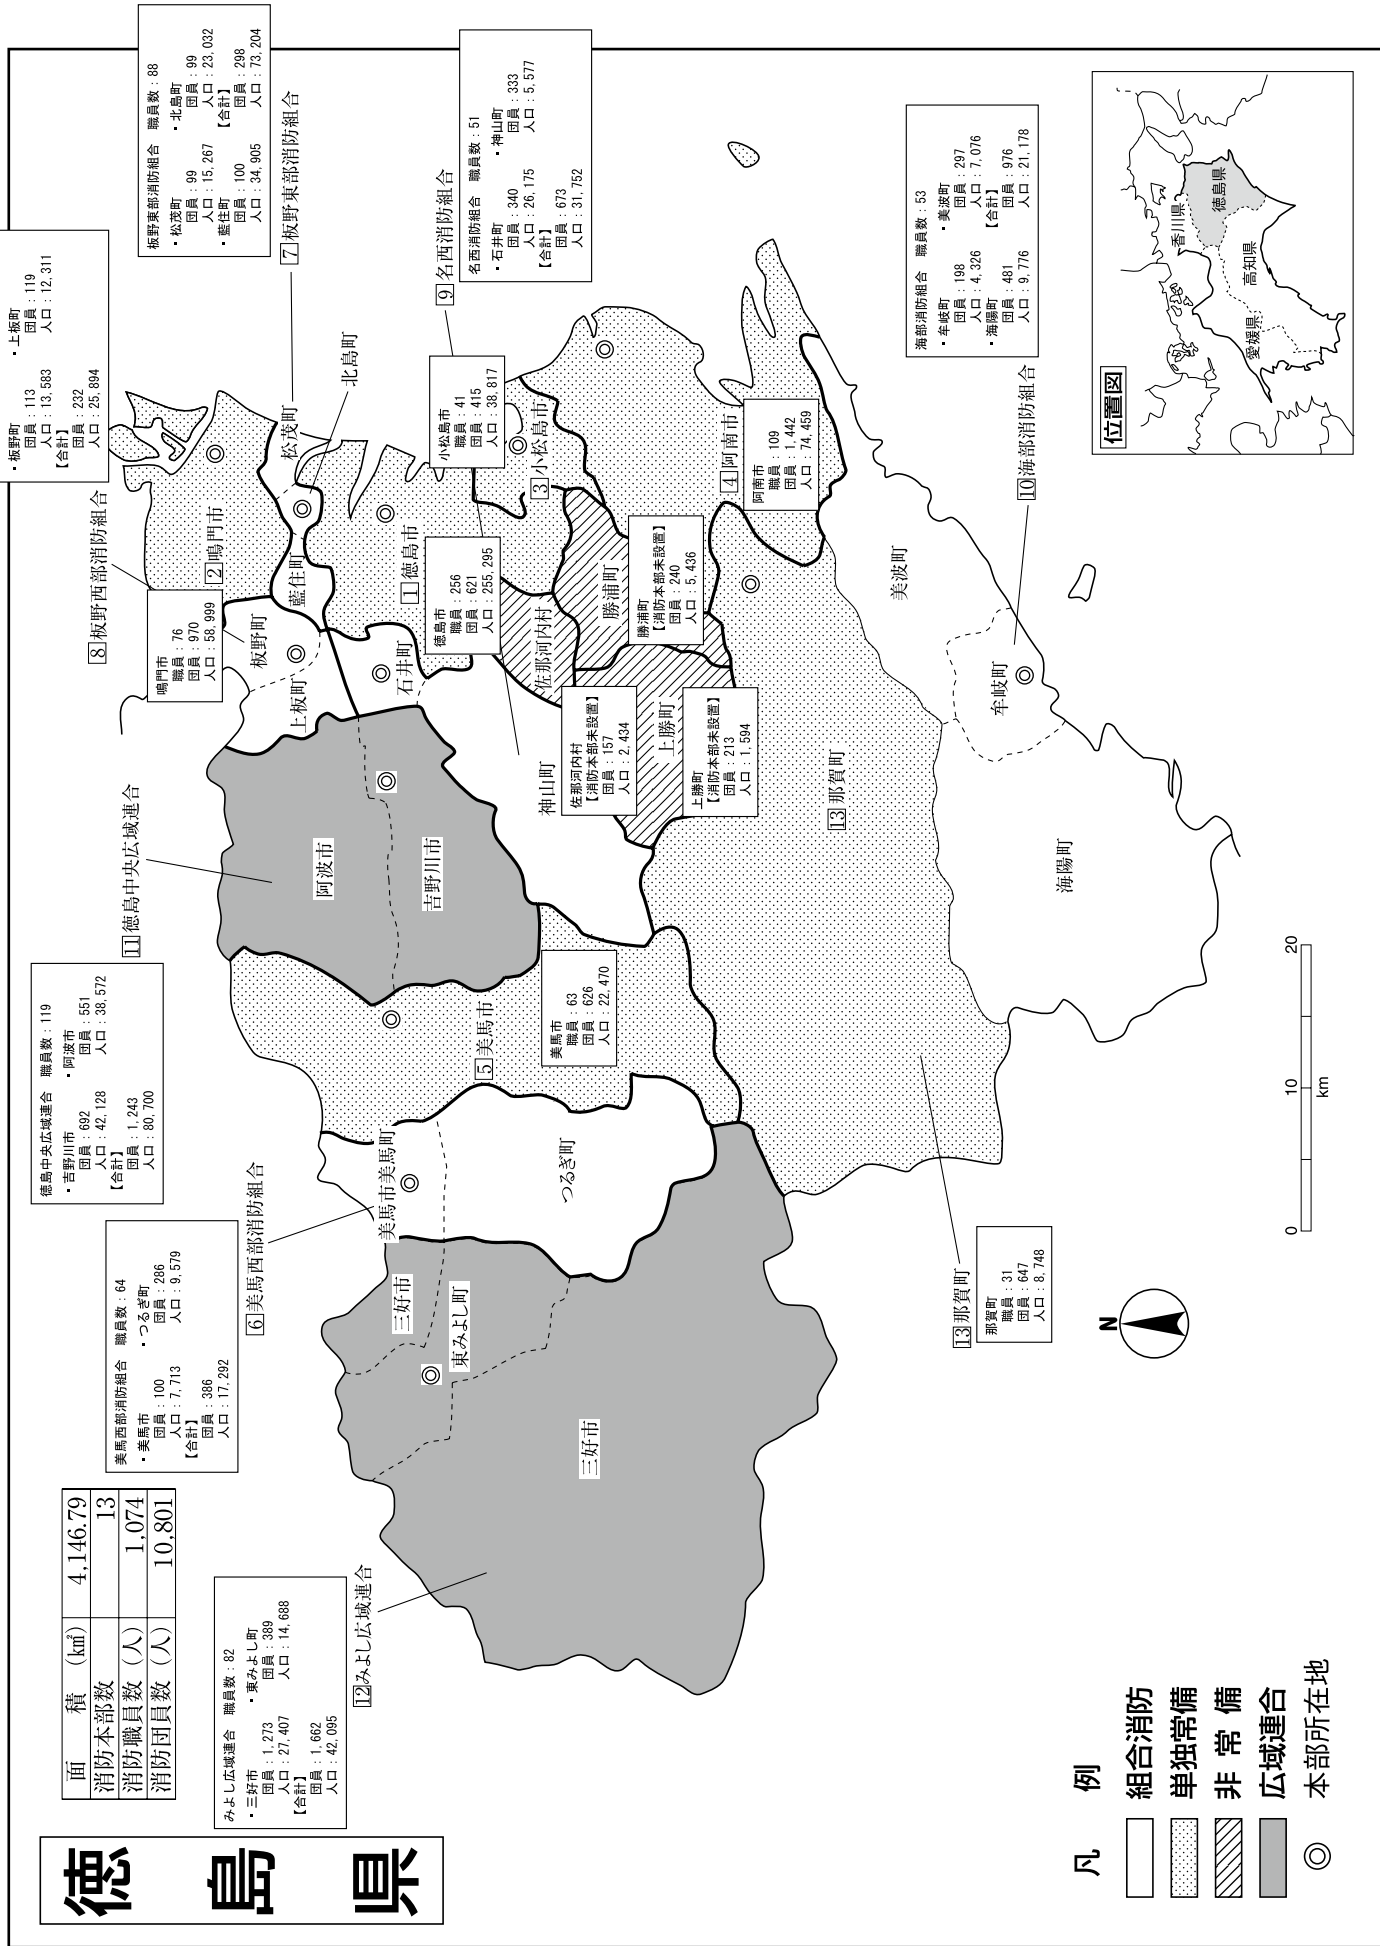 徳島県
面　積（㎢） 4,146.79
消防本部数 13
消防職員数（人） 1,074
消防団員数（人） 10,801
みよし広域連合　職員数：82
・三好市
団員：1,273
人口：27,407
・東みよし町
団員：389
人口：14,688
【合計】
団員：1,662
人口：42,095
12みよし広域連合
美馬西部消防組合　職員数：64
・美馬市
団員：100
人口：7,713
・つるぎ町
団員：286
人口：9,579
【合計】
団員：386
人口：17,292
6美馬西部消防組合
徳島中央広域連合　職員数：119
・吉野川市
団員：692
人口：42,128
・阿波市
団員：551
人口：38,572
【合計】
団員：1,243
人口：80,700
11徳島中央広域連合
・板野町
団員：113
人口：13,583
・上板町
団員：119
人口：12,311
【合計】
団員：232
人口：25,894
8板野西部消防組合
板野東部消防組合　職員数：88
・松茂町
団員：99
人口：15,267
・北島町
団員：99
人口：23,032
・藍住町
団員：100
人口：34,905
【合計】
団員：298
人口：73,204
7板野東部消防組合
名西消防組合　職員数：51
・石井町
団員：340
人口：26,175
・神山町
団員：333
人口：5,577
【合計】
団員：673
人口：31,752
9名西消防組合
海部消防組合　職員数：53
・牟岐町
団員：198
人口：4,326
・美波町
団員：297
人口：7,076
・海陽町
団員：481
人口：9,776
【合計】
団員：976
人口：21,178
10海部消防組合
鳴門市
職員：76
団員：970
人口：58,999
2鳴門市
松茂町
北島町
藍住町
板野町
上板町
徳島市
職員：256
団員：621
人口：255,295
1徳島市
石井町
小松島市
職員：41
団員：415
人口：38,817
3小松島市
阿南市
職員：109
団員：1,442
人口：74,459
4阿南市
勝浦町
【消防本部未設置】
団員：240
人口：5,436
勝浦町
佐那河内村
佐那河内村
【消防本部未設置】
団員：157
人口：2,434
上勝町
上勝町
【消防本部未設置】
団員：213
人口：1,594
神山町
阿波市
吉野川市
美馬市
職員：63
団員：626
人口：22,470
5美馬市
美馬市美馬町
つるぎ町
三好市
東みよし町
三好市
13那賀町
13那賀町
那賀町
職員：31
団員：647
人口：8,748
美波町
牟岐町
海陽町
位置図
香川県
徳島県
愛媛県
高知県
N
0 10 20
km
凡　例
組合消防
単独常備
非常備
広域連合
本部所在地